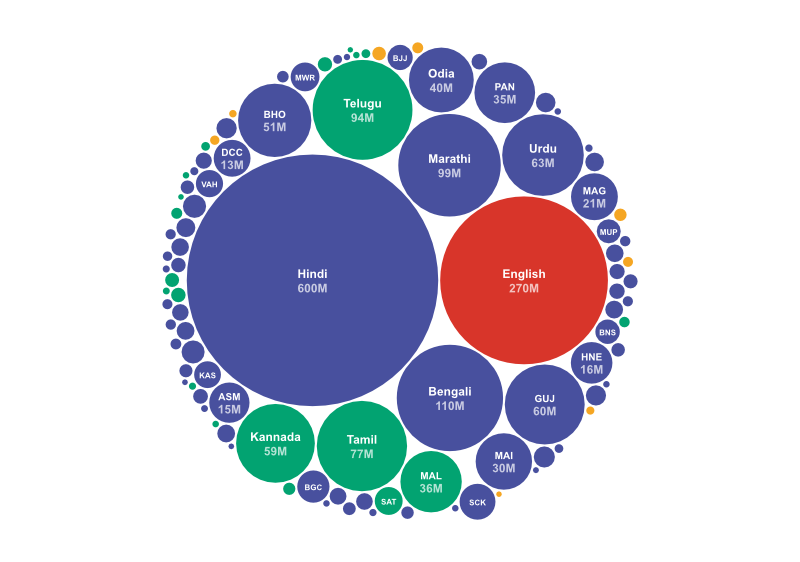 BJJ
Odia
40M
MWR
PAN
35M
Telugu
94M
BHO
51M
Marathi
99M
Urdu
63M
DCC
13M
VAH
MAG
21M
MUP
Hindi
600M
English
270M
BNS
HNE
16M
KAS
ASM
15M
Bengali
110M
GUJ
60M
Kannada
59M
Tamil
77M
MAI
30M
MAL
36M
BGC
SAT
SCK